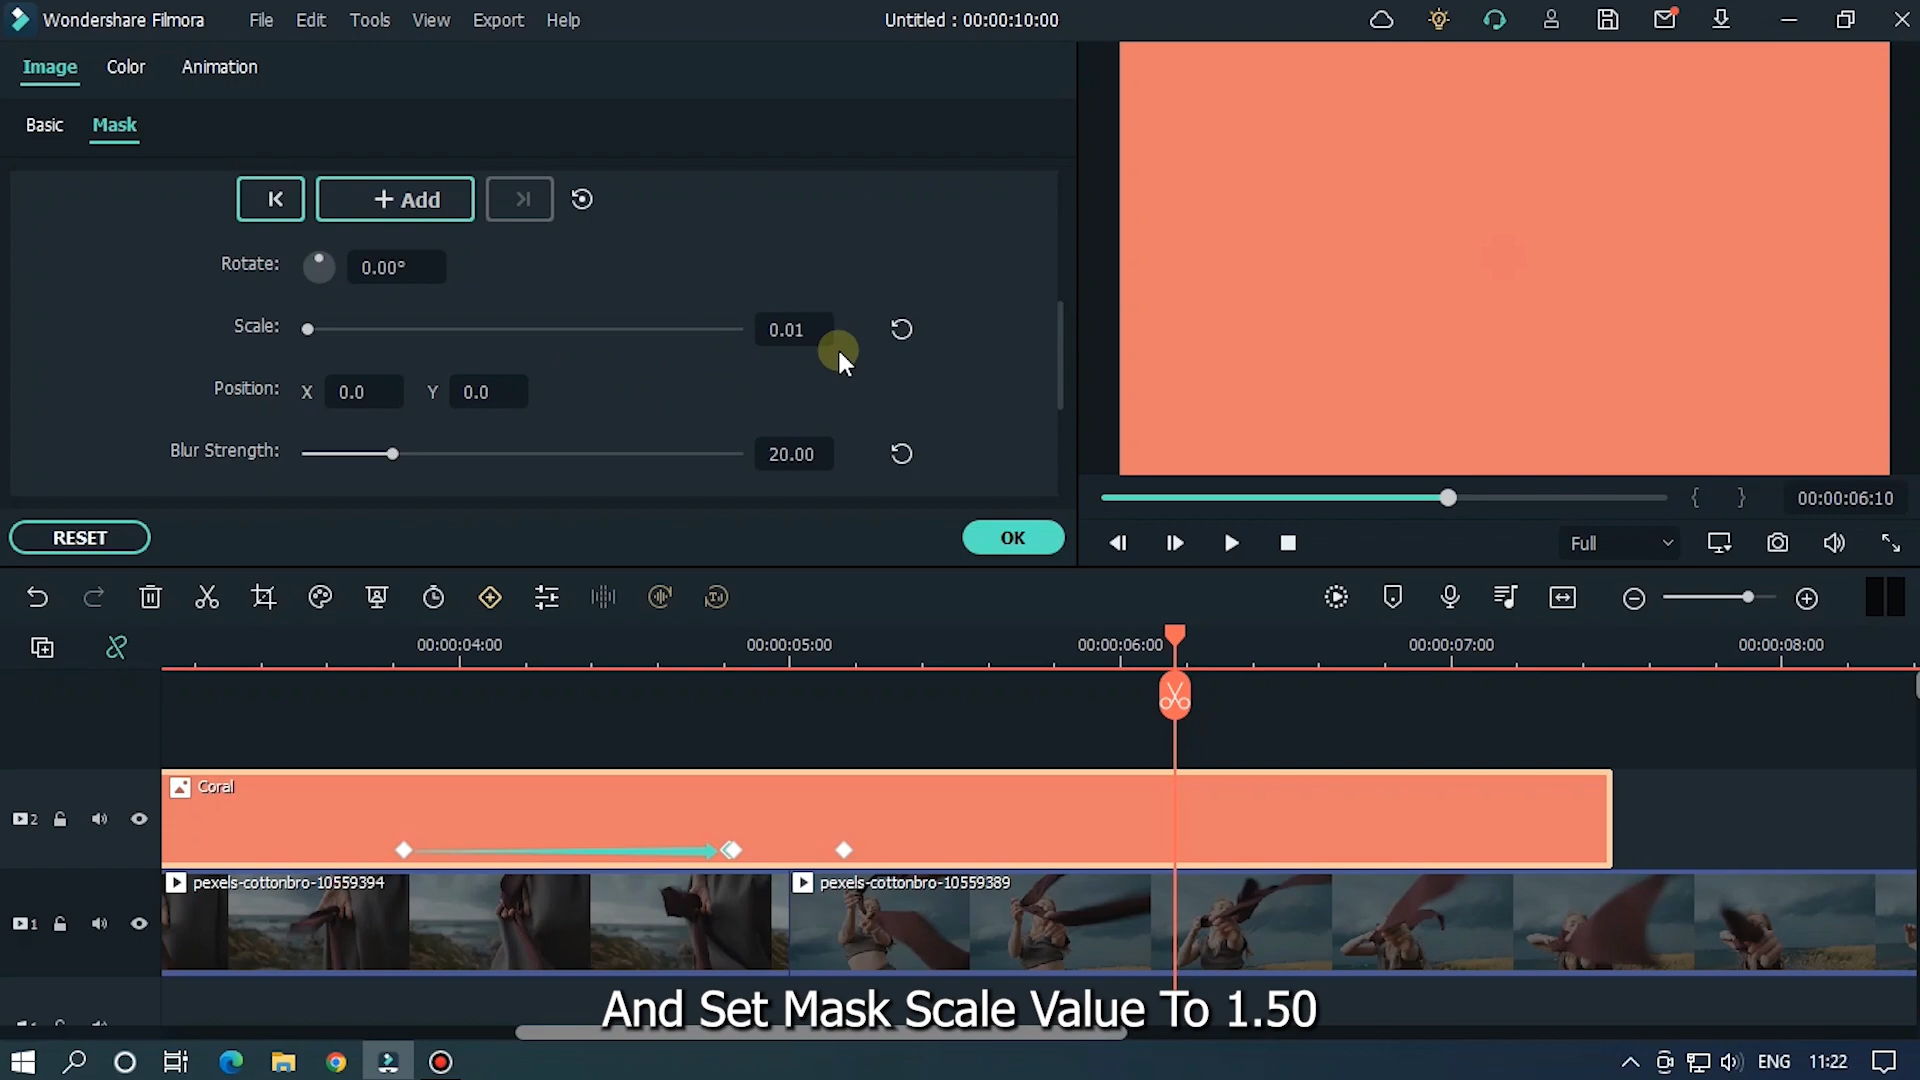 Wondershare Filmora File Edit Tools View Export Help Untitled : 00:00:10:00
Image Color Animation
Basic Mask
+ Add
Rotate: 0.00°
Scale: 0.01
Position: X 0.0 Y 0.0
Blur Strength: 20.00
RESET OK
{ } 00:00:06:10
Full
00:00:04:00 00:00:05:00 00:00:06:00 00:00:07:00 00:00:08:00
Coral
2
pexels-cottonbro-10559394 pexels-cottonbro-10559389
1
And Set Mask Scale Value To 1.50
ENG 11:22